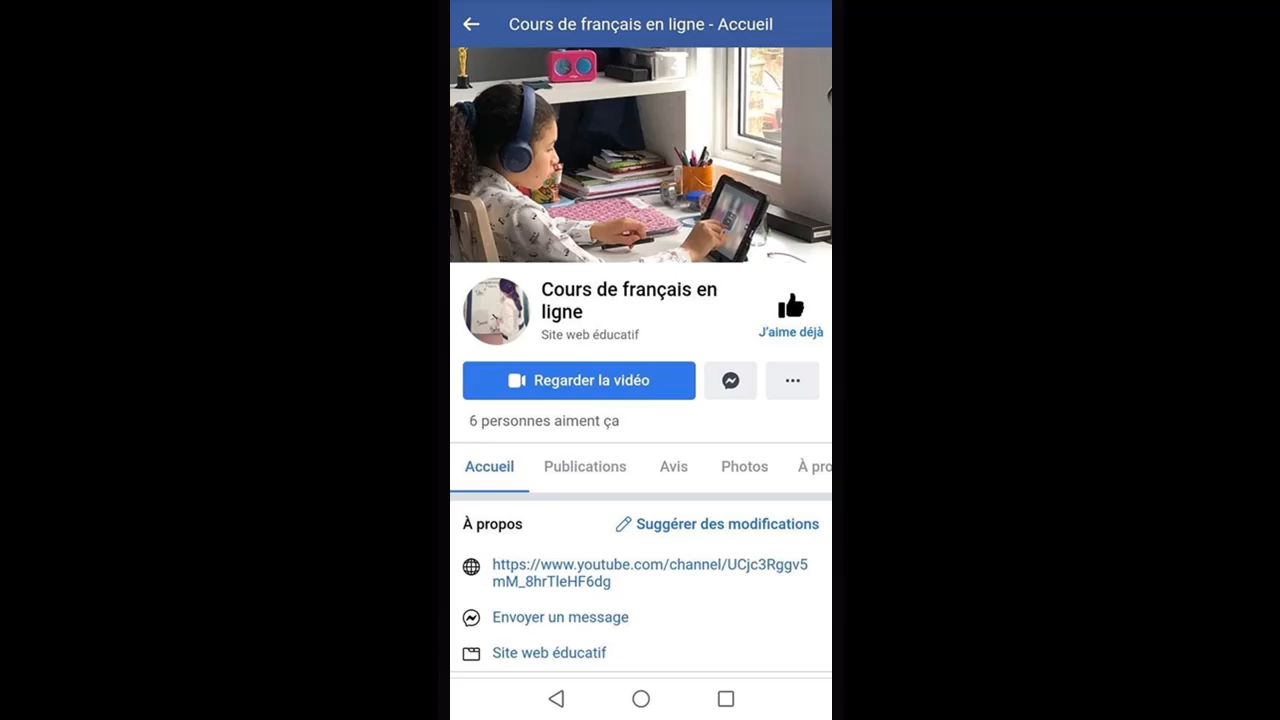 Cours de français en ligne - Accueil
Cours de français en
ligne
Site web éducatif
J'aime déjà
Regarder la vidéo
6 personnes aiment ça
Accueil Publications Avis Photos À pro
À propos
Suggérer des modifications
https://www.youtube.com/channel/UCjc3Rggv5
mM_8hrTleHF6dg
Envoyer un message
Site web éducatif